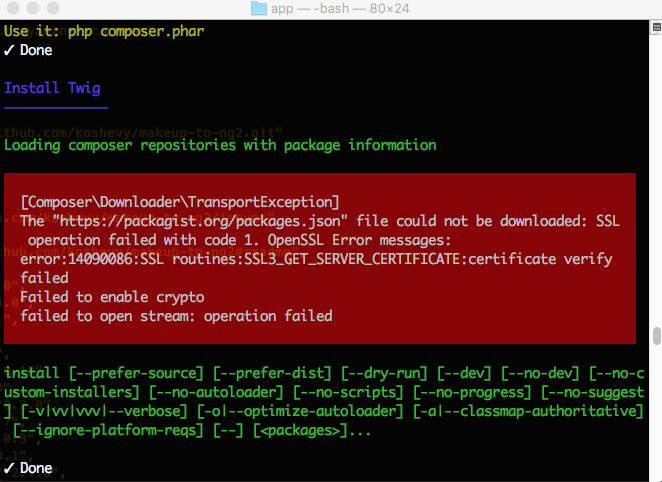 app — -bash — 80×24
Use it: php composer.phar
✓ Done
Install Twig
-------------
ithub.com/koshevy/makeup-to-ng2.git"
Loading composer repositories with package information
[Composer\Downloader\TransportException]
The "https://packagist.org/packages.json" file could not be downloaded: SSL
operation failed with code 1. OpenSSL Error messages:
error:14090086:SSL routines:SSL3_GET_SERVER_CERTIFICATE:certificate verify
failed
Failed to enable crypto
failed to open stream: operation failed
install [--prefer-source] [--prefer-dist] [--dry-run] [--dev] [--no-dev] [--no-c
ustom-installers] [--no-autoloader] [--no-scripts] [--no-progress] [--no-suggest
] [-v|vv|vvv|--verbose] [-o|--optimize-autoloader] [-a|--classmap-authoritative]
[--ignore-platform-reqs] [--] [<packages>]...
✓ Done